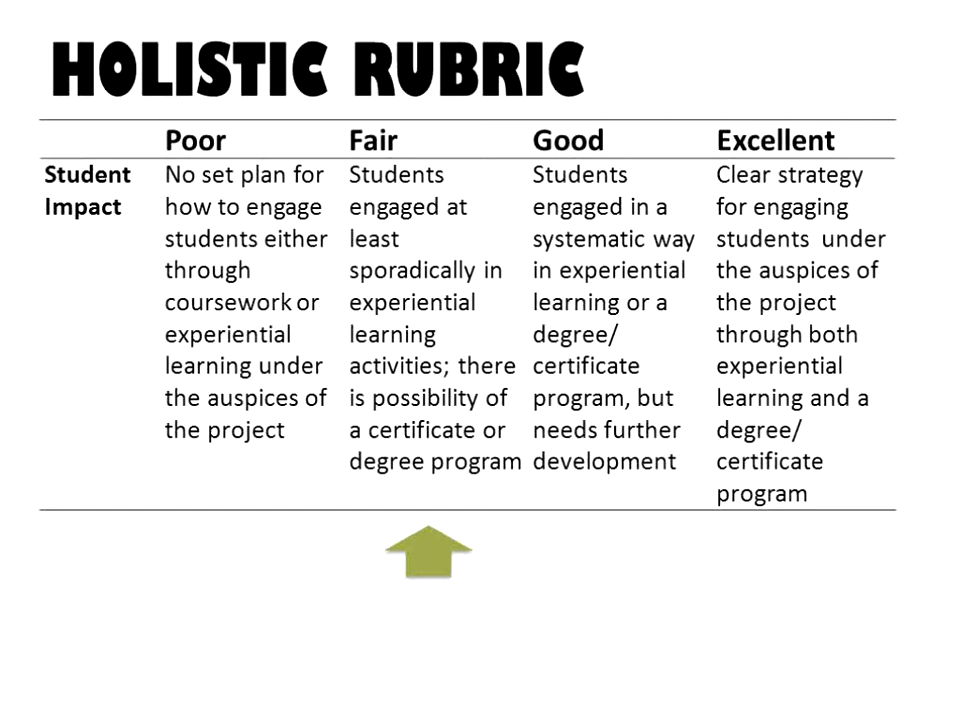 HOLISTIC RUBRIC
Poor Fair Good Excellent
Student Impact
No set plan for
how to engage
students either
through
coursework or
experiential
learning under
the auspices of
the project
Students
engaged at
least
sporadically in
experiential
learning
activities; there
is possibility of
a certificate or
degree program
Students
engaged in a
systematic way
in experiential
learning or a
degree/
certificate
program, but
needs further
development
Clear strategy
for engaging
students under
the auspices of
the project
through both
experiential
learning and a
degree/
certificate
program